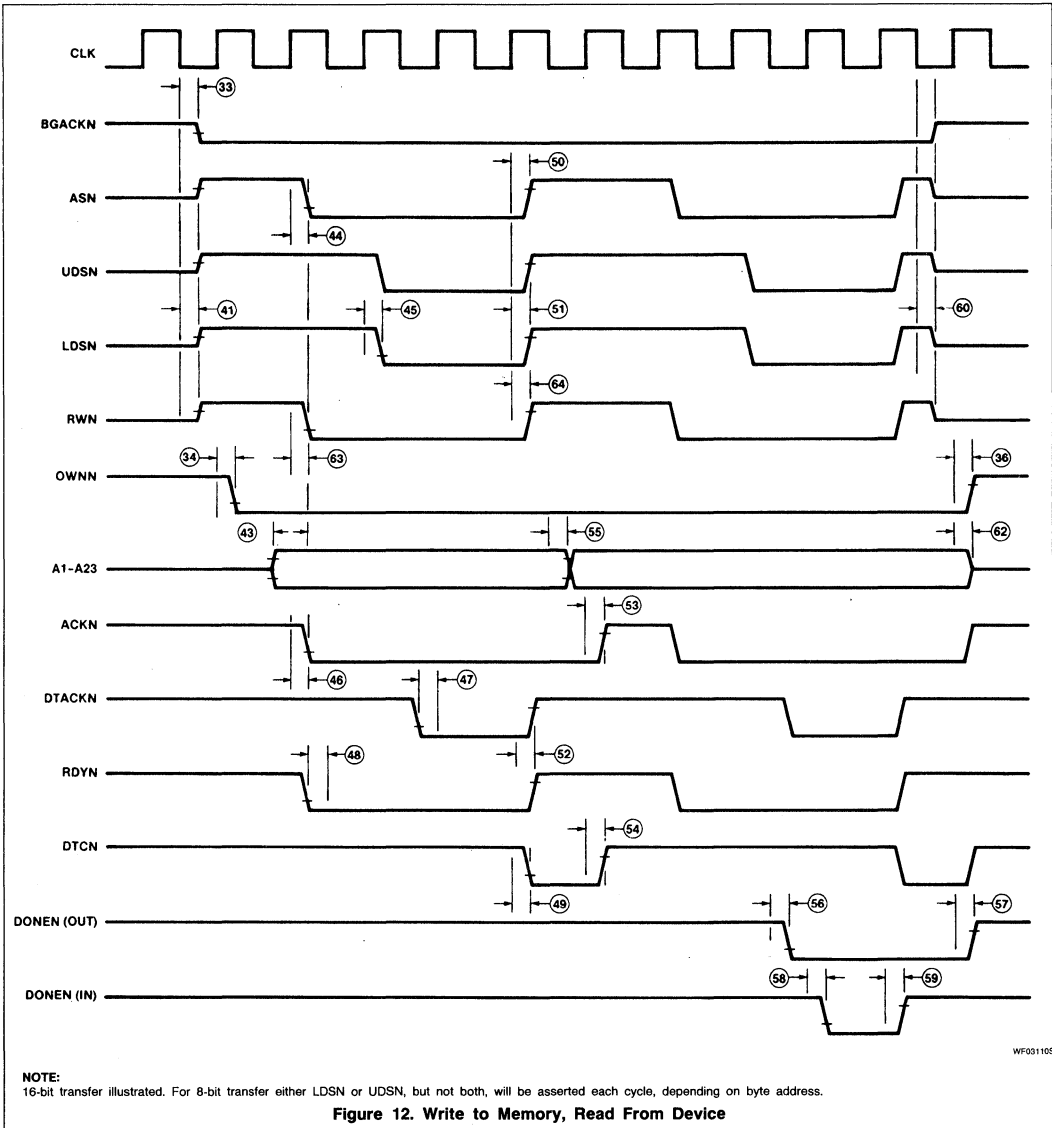 CLK
33
BGACKN
50
ASN
44
UDSN
41
45
51
60
LDSN
64
RWN
34
63
36
OWNN
43
55
62
A1-A23
53
ACKN
46
47
DTACKN
48
52
RDYN
54
DTCN
49
56
57
DONEN (OUT)
58
59
DONEN (IN)
WF03110S
NOTE:
16-bit transfer illustrated. For 8-bit transfer either LDSN or UDSN, but not both, will be asserted each cycle, depending on byte address.
Figure 12. Write to Memory, Read From Device